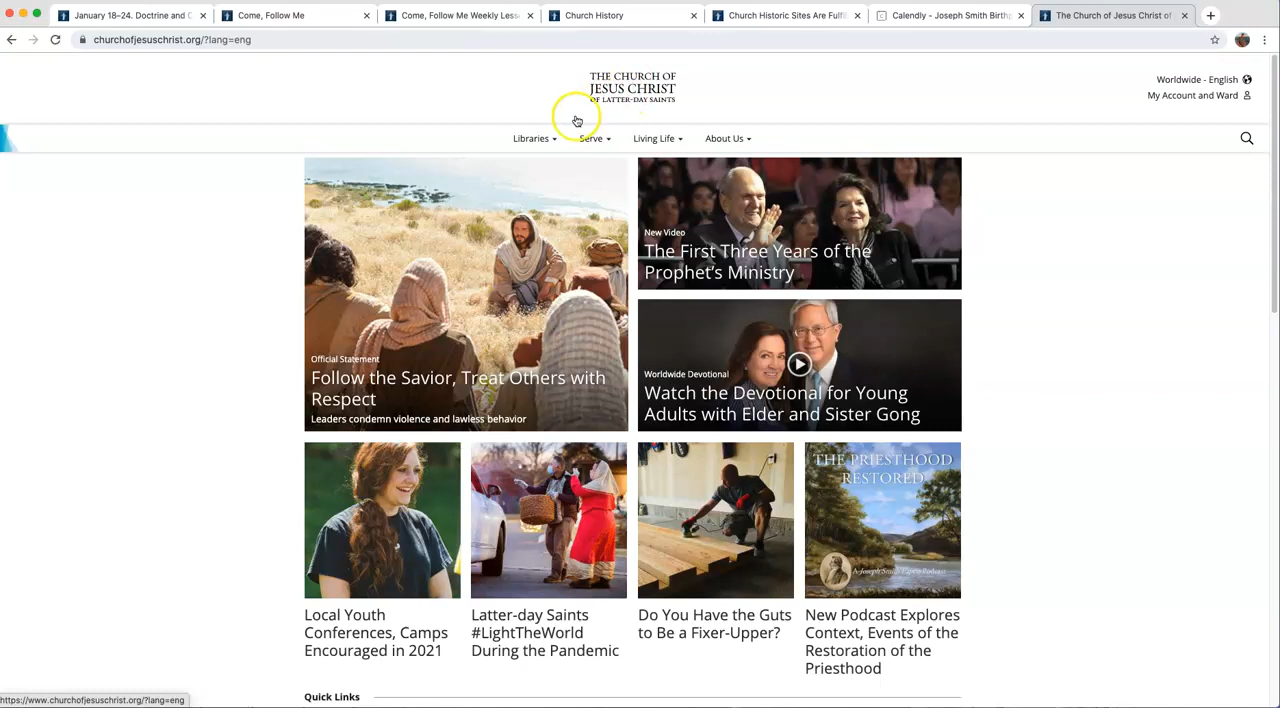 January 18–24. Doctrine and C
Come, Follow Me
Come, Follow Me Weekly Less
Church History
Church Historic Sites Are Fulfil
Calendly - Joseph Smith Birthp
The Church of Jesus Christ of
churchofjesuschrist.org/?lang=eng
THE CHURCH OF
JESUS CHRIST
OF LATTER-DAY SAINTS
Worldwide - English
My Account and Ward
Libraries
Serve
Living Life
About Us
Official Statement
Follow the Savior, Treat Others with
Respect
Leaders condemn violence and lawless behavior
New Video
The First Three Years of the
Prophet's Ministry
Worldwide Devotional
Watch the Devotional for Young
Adults with Elder and Sister Gong
THE PRIESTHOOD
RESTORED
A Joseph Smith Papers Podcast
Local Youth
Conferences, Camps
Encouraged in 2021
Latter-day Saints
#LightTheWorld
During the Pandemic
Do You Have the Guts
to Be a Fixer-Upper?
New Podcast Explores
Context, Events of the
Restoration of the
Priesthood
Quick Links
https://www.churchofjesuschrist.org/?lang=eng